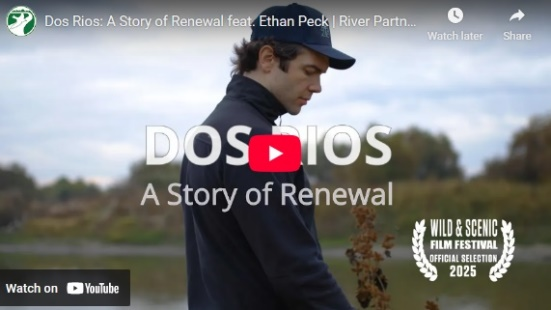 Dos Rios: A Story of Renewal feat. Ethan Peck | River Partn...
Watch later
Share
DOS RIOS
A Story of Renewal
WILD & SCENIC
FILM FESTIVAL
OFFICIAL SELECTION
2025
Watch on YouTube